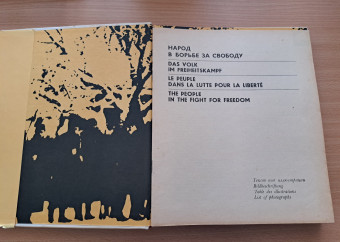 НАРОД
В БОРЬБЕ ЗА СВОБОДУ
DAS VOLK
IM FREIHEITSKAMPF
LE PEUPLE
DANS LA LUTTE POUR LA LIBERTÉ
THE PEOPLE
IN THE FIGHT FOR FREEDOM
Bildbeschriftung
Table des illustrations
List of photographs